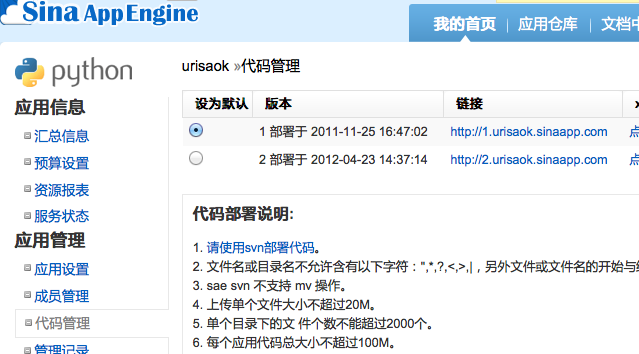 Sina AppEngine
我的首页 | 应用仓库 | 文档中
python
urisaok »代码管理
应用信息
汇总信息
预算设置
资源报表
服务状态
应用管理
应用设置
成员管理
代码管理
管理记录
设为默认 版本 链接
1 部署于 2011-11-25 16:47:02 http://1.urisaok.sinaapp.com 点
2 部署于 2012-04-23 14:37:14 http://2.urisaok.sinaapp.com 点
代码部署说明:
1. 请使用svn部署代码。
2. 文件名或目录名不允许含有以下字符：",*,?,<,>,|，另外文件或文件名的开始与结
3. sae svn 不支持 mv 操作。
4. 上传单个文件大小不超过20M。
5. 单个目录下的文 件个数不能超过2000个。
6. 每个应用代码总大小不超过100M。